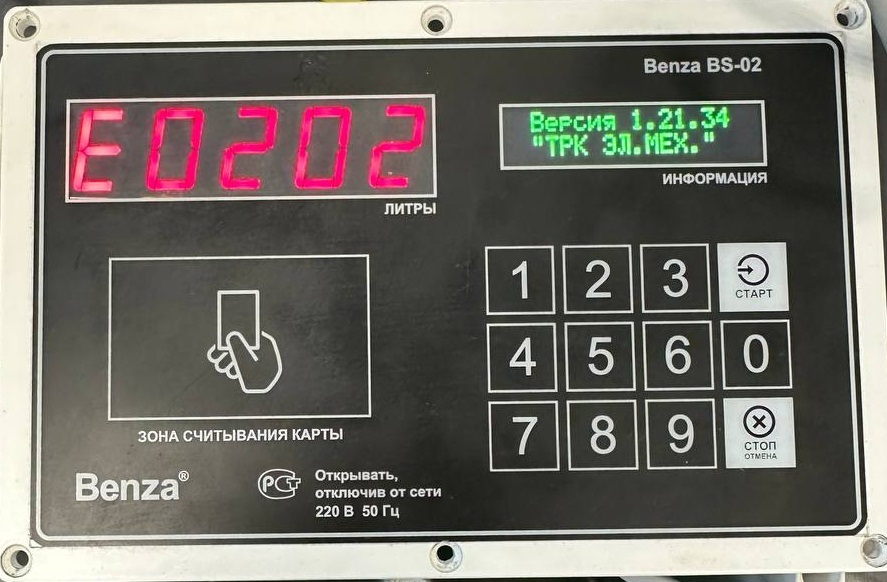 Benza BS-02
E0202
ЛИТРЫ
Версия 1.21.34
"ТРК ЭЛ.МЕХ."
ИНФОРМАЦИЯ
1 2 3
СТАРТ
4 5 6 0
7 8 9
СТОП
ОТМЕНА
ЗОНА СЧИТЫВАНИЯ КАРТЫ
Benza®
РСТ
Открывать,
отключив от сети
220 В 50 Гц